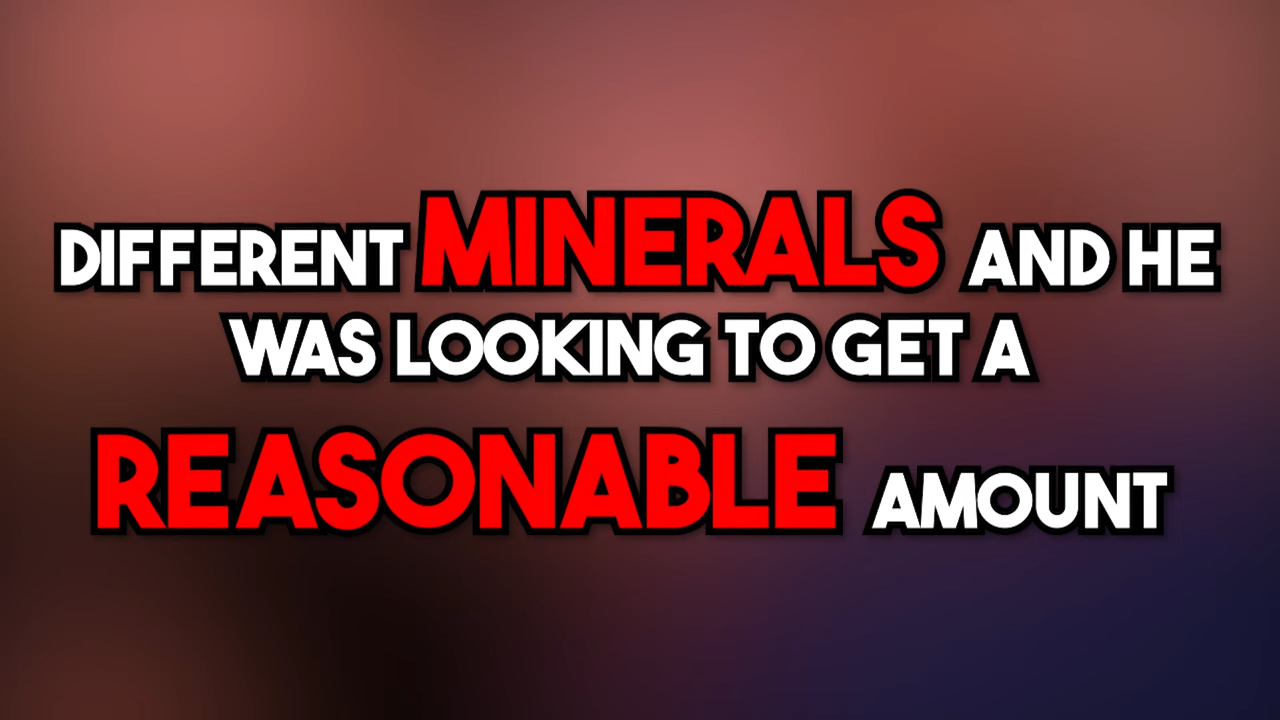 DIFFERENT MINERALS AND HE
WAS LOOKING TO GET A
REASONABLE AMOUNT